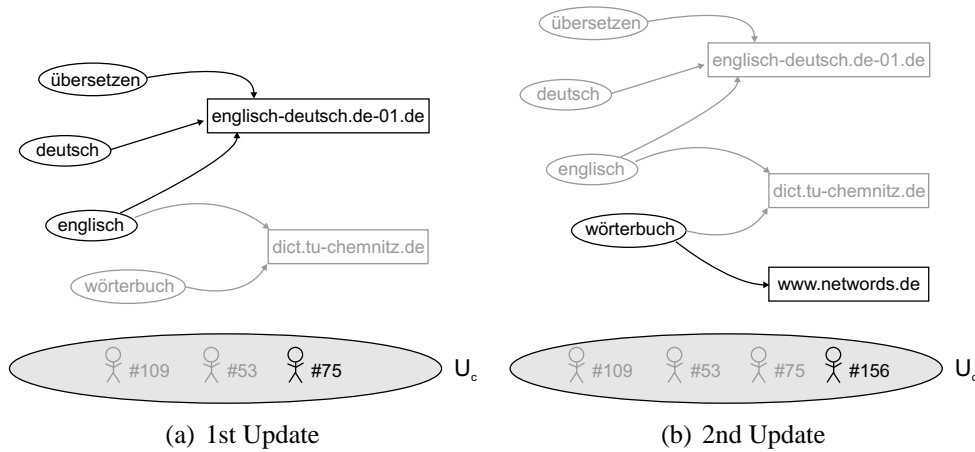 übersetzen
englisch-deutsch.de-01.de
deutsch
englisch
dict.tu-chemnitz.de
wörterbuch
#109 #53 #75 Uc
(a) 1st Update
übersetzen
englisch-deutsch.de-01.de
deutsch
englisch
dict.tu-chemnitz.de
wörterbuch
www.networds.de
#109 #53 #75 #156 Uc
(b) 2nd Update